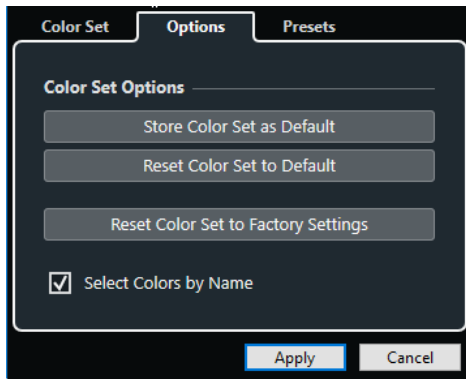 Color Set Options Presets
Color Set Options
Store Color Set as Default
Reset Color Set to Default
Reset Color Set to Factory Settings
Select Colors by Name
Apply Cancel